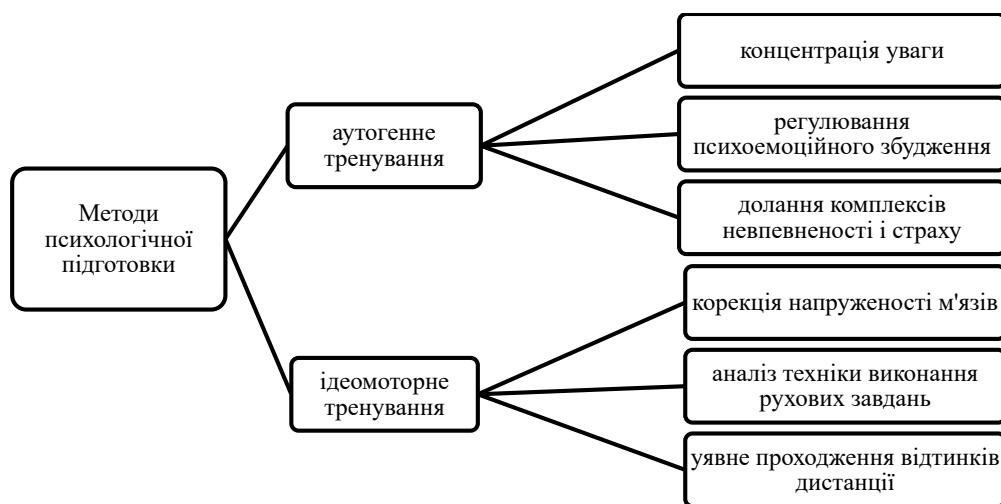 Методи
психологічної
підготовки
аутогенне
тренування
концентрація уваги
регулювання
психоемоційного збудження
долання комплексів
невпевненості і страху
ідеомоторне
тренування
корекція напруженості м'язів
аналіз техніки виконання
рухових завдань
уявне проходження відтинків
дистанції